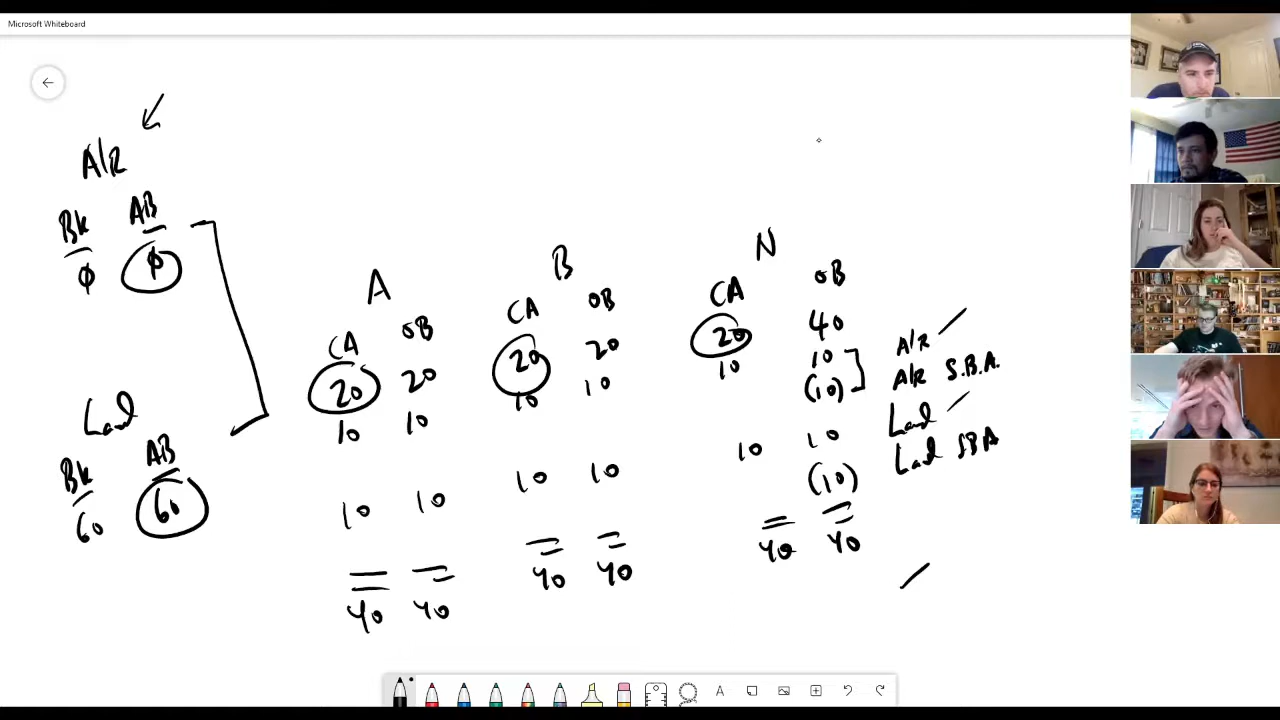 Microsoft Whiteboard
A/R
Bk AB
φ φ
Land
Bk AB
60 60
A
CA OB
20 20
10 10
10 10
40 40
B
CA OB
20 20
10 10
10 10
40 40
N
CA OB
20 40
10 10 A/R
(10) A/R S.B.A.
10 10 Land
(10) Land SBA
40 40
A